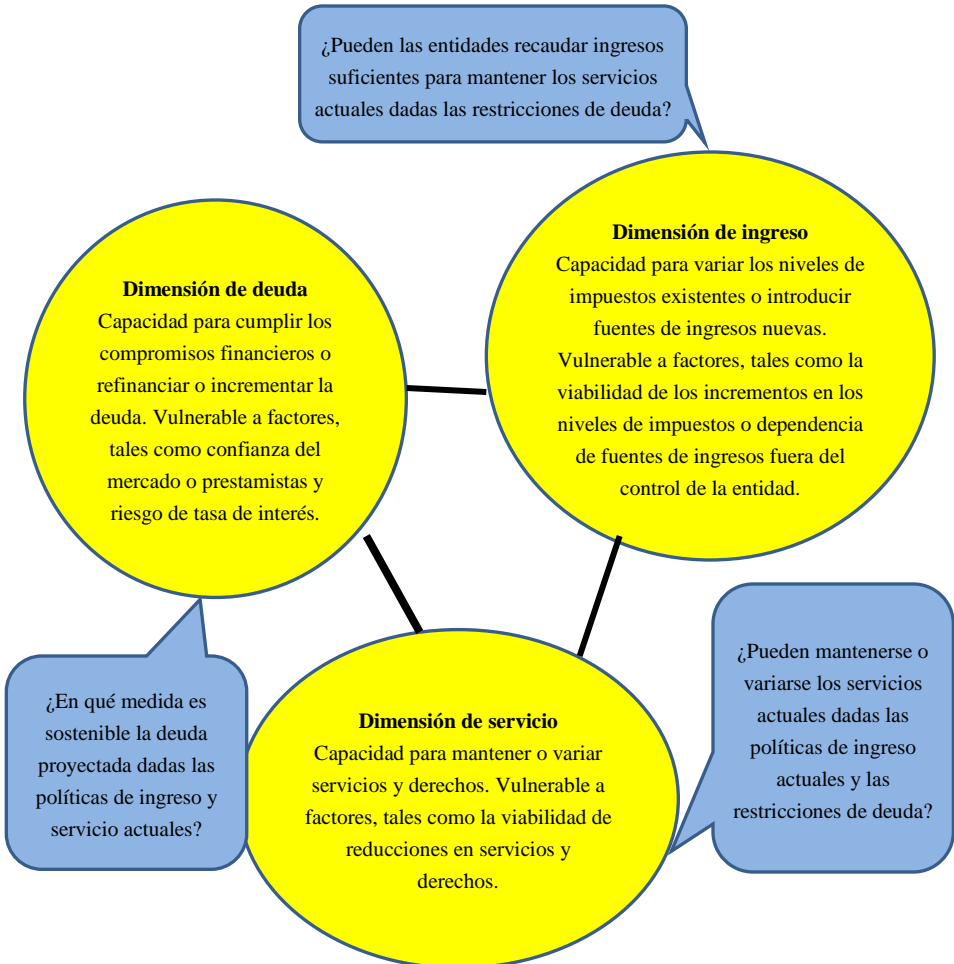 ¿Pueden las entidades recaudar ingresos
suficientes para mantener los servicios
actuales dadas las restricciones de deuda?
Dimensión de ingreso
Capacidad para variar los niveles de
impuestos existentes o introducir
fuentes de ingresos nuevas.
Vulnerable a factores, tales como la
viabilidad de los incrementos en los
niveles de impuestos o dependencia
de fuentes de ingresos fuera del
control de la entidad.
Dimensión de deuda
Capacidad para cumplir los
compromisos financieros o
refinanciar o incrementar la
deuda. Vulnerable a factores,
tales como confianza del
mercado o prestamistas y
riesgo de tasa de interés.
¿En qué medida es
sostenible la deuda
proyectada dadas las
políticas de ingreso y
servicio actuales?
Dimensión de servicio
Capacidad para mantener o variar
servicios y derechos. Vulnerable a
factores, tales como la viabilidad de
reducciones en servicios y
derechos.
¿Pueden mantenerse o
variarse los servicios
actuales dadas las
políticas de ingreso
actuales y las
restricciones de deuda?